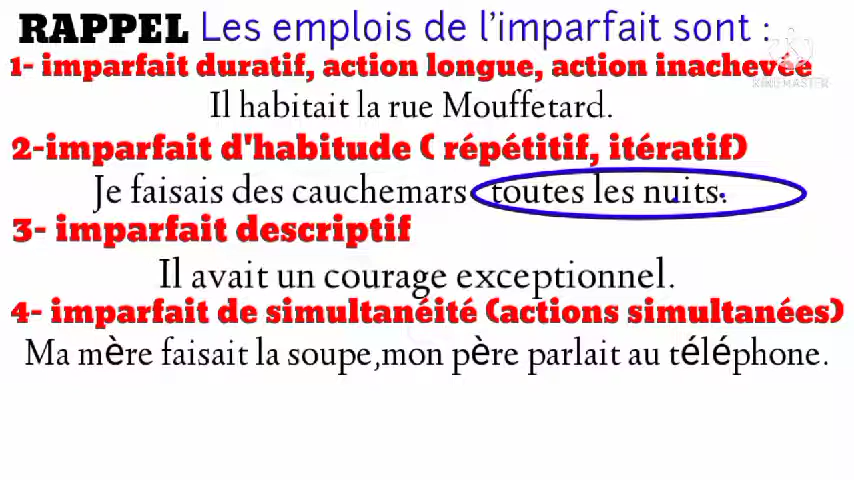 RAPPEL Les emplois de l'imparfait sont :
1- imparfait duratif, action longue, action inachevée
KINEMASTER
Il habitait la rue Mouffetard.
2-imparfait d'habitude ( répétitif, itératif)
Je faisais des cauchemars toutes les nuits.
3- imparfait descriptif
Il avait un courage exceptionnel.
4- imparfait de simultanéité (actions simultanées)
Ma mère faisait la soupe,mon père parlait au téléphone.